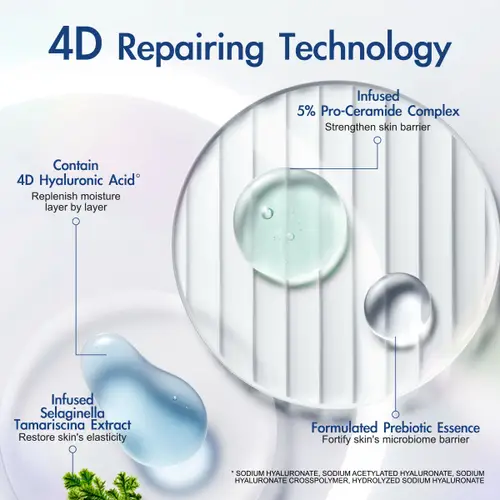 4D Repairing Technology
Infused
5% Pro-Ceramide Complex
Strengthen skin barrier
Contain
4D Hyaluronic Acid°
Replenish moisture
layer by layer
Infused
Selaginella
Tamariscina Extract
Restore skin's elasticity
Formulated Prebiotic Essence
Fortify skin's microbiome barrier
* SODIUM HYALURONATE, SODIUM ACETYLATED HYALURONATE, SODIUM
HYALURONATE CROSSPOLYMER, HYDROLYZED SODIUM HYALURONATE